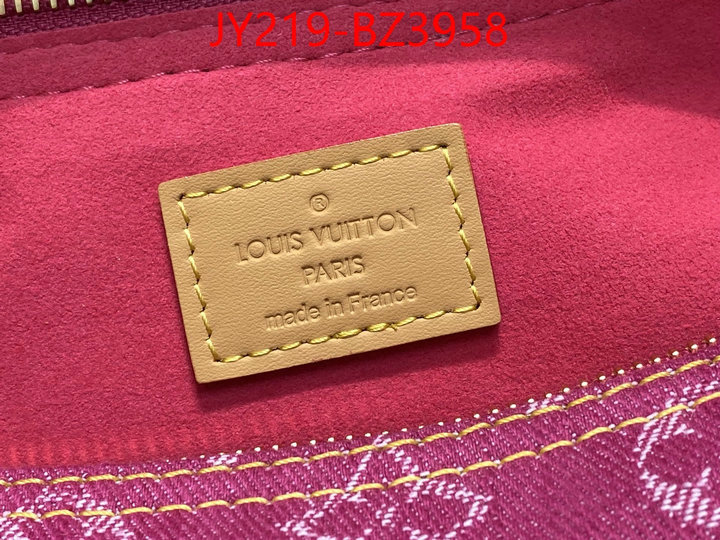 JY219-BZ3958
®
LOUIS VUITTON
PARIS
made in France